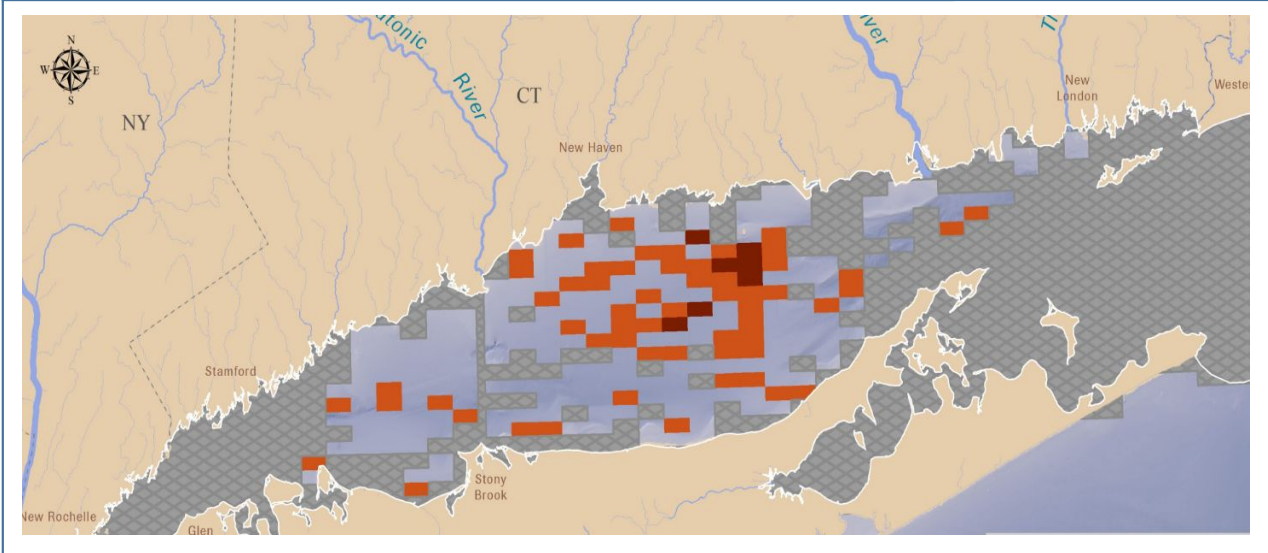 N
W E
S
NY
CT
River
New Haven
New
London
Stamford
Stony
Brook
New Rochelle
Glen